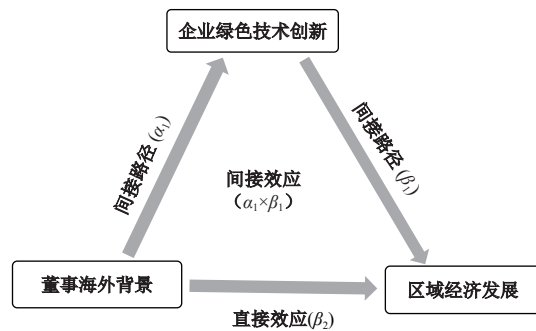 企业绿色技术创新
间接路径(α₁)
间接路径(β₁)
间接效应
（α₁×β₁）
董事海外背景
区域经济发展
直接效应(β₂)